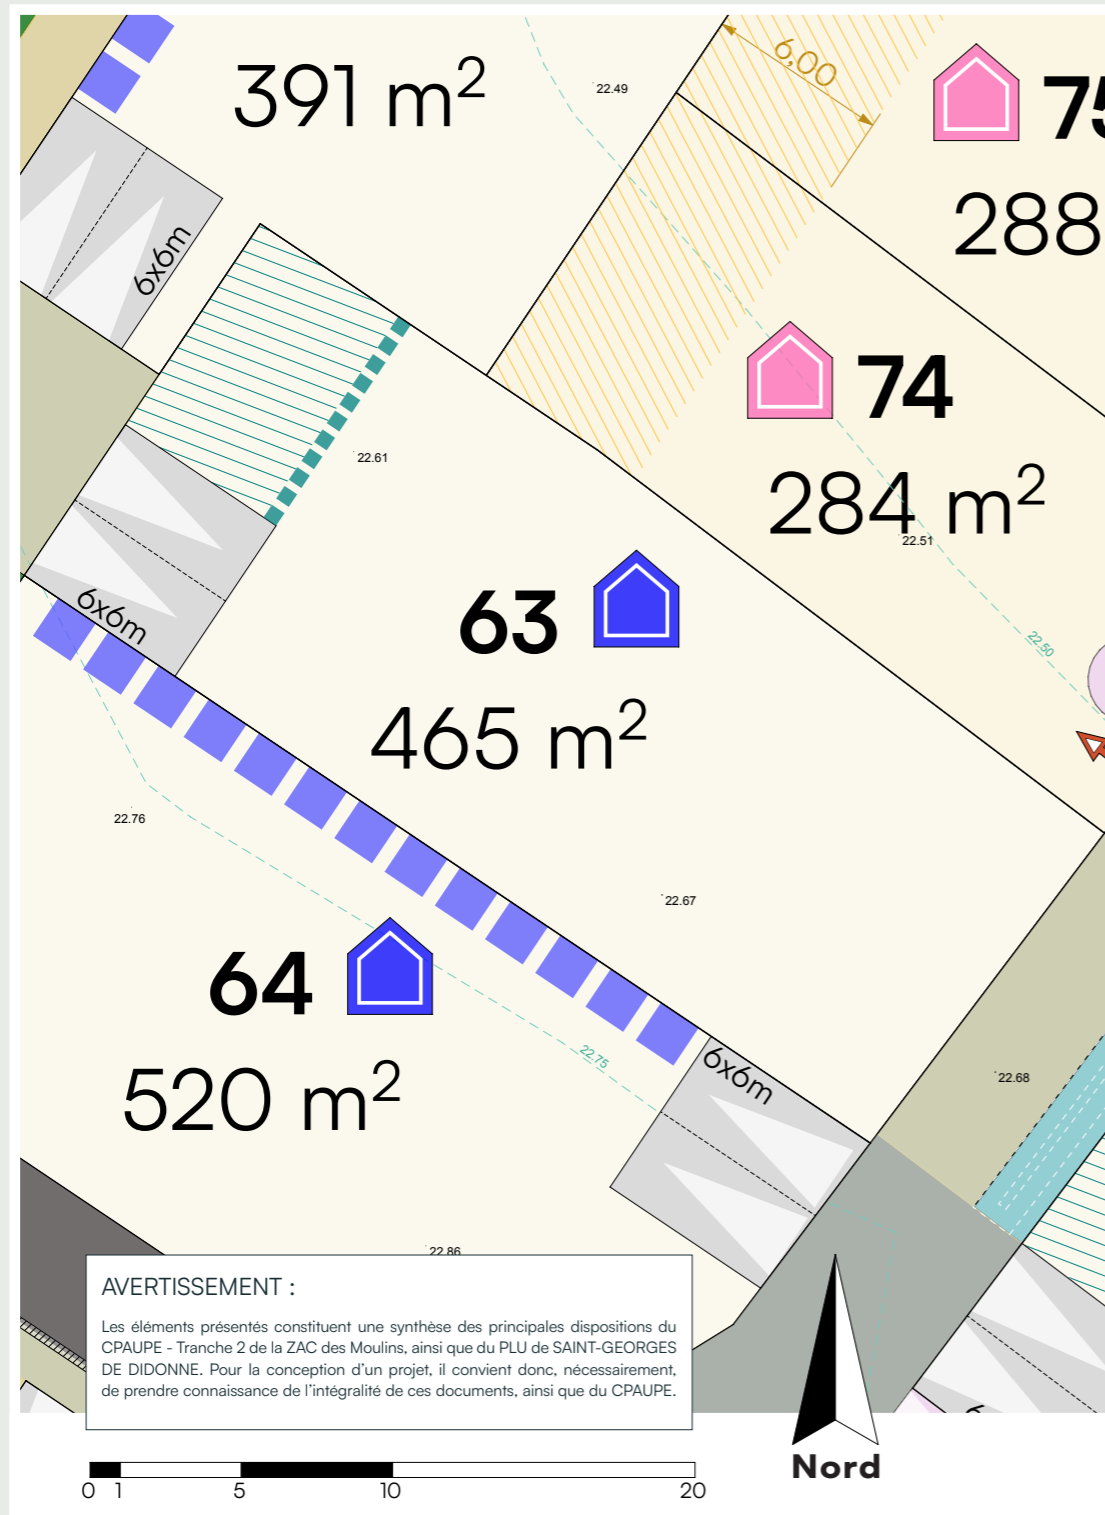 391 m²
22.49
6,00
75
288
6x6m
74
284 m²
22.51
22.61
63
465 m²
22.50
6x6m
22.76
22.67
64
520 m²
22.75
6x6m
22.68
22.86
AVERTISSEMENT :
Les éléments présentés constituent une synthèse des principales dispositions du
CPAUPE - Tranche 2 de la ZAC des Moulins, ainsi que du PLU de SAINT-GEORGES
DE DIDONNE. Pour la conception d'un projet, il convient donc, nécessairement,
de prendre connaissance de l'intégralité de ces documents, ainsi que du CPAUPE.
Nord
0 1 5 10 20